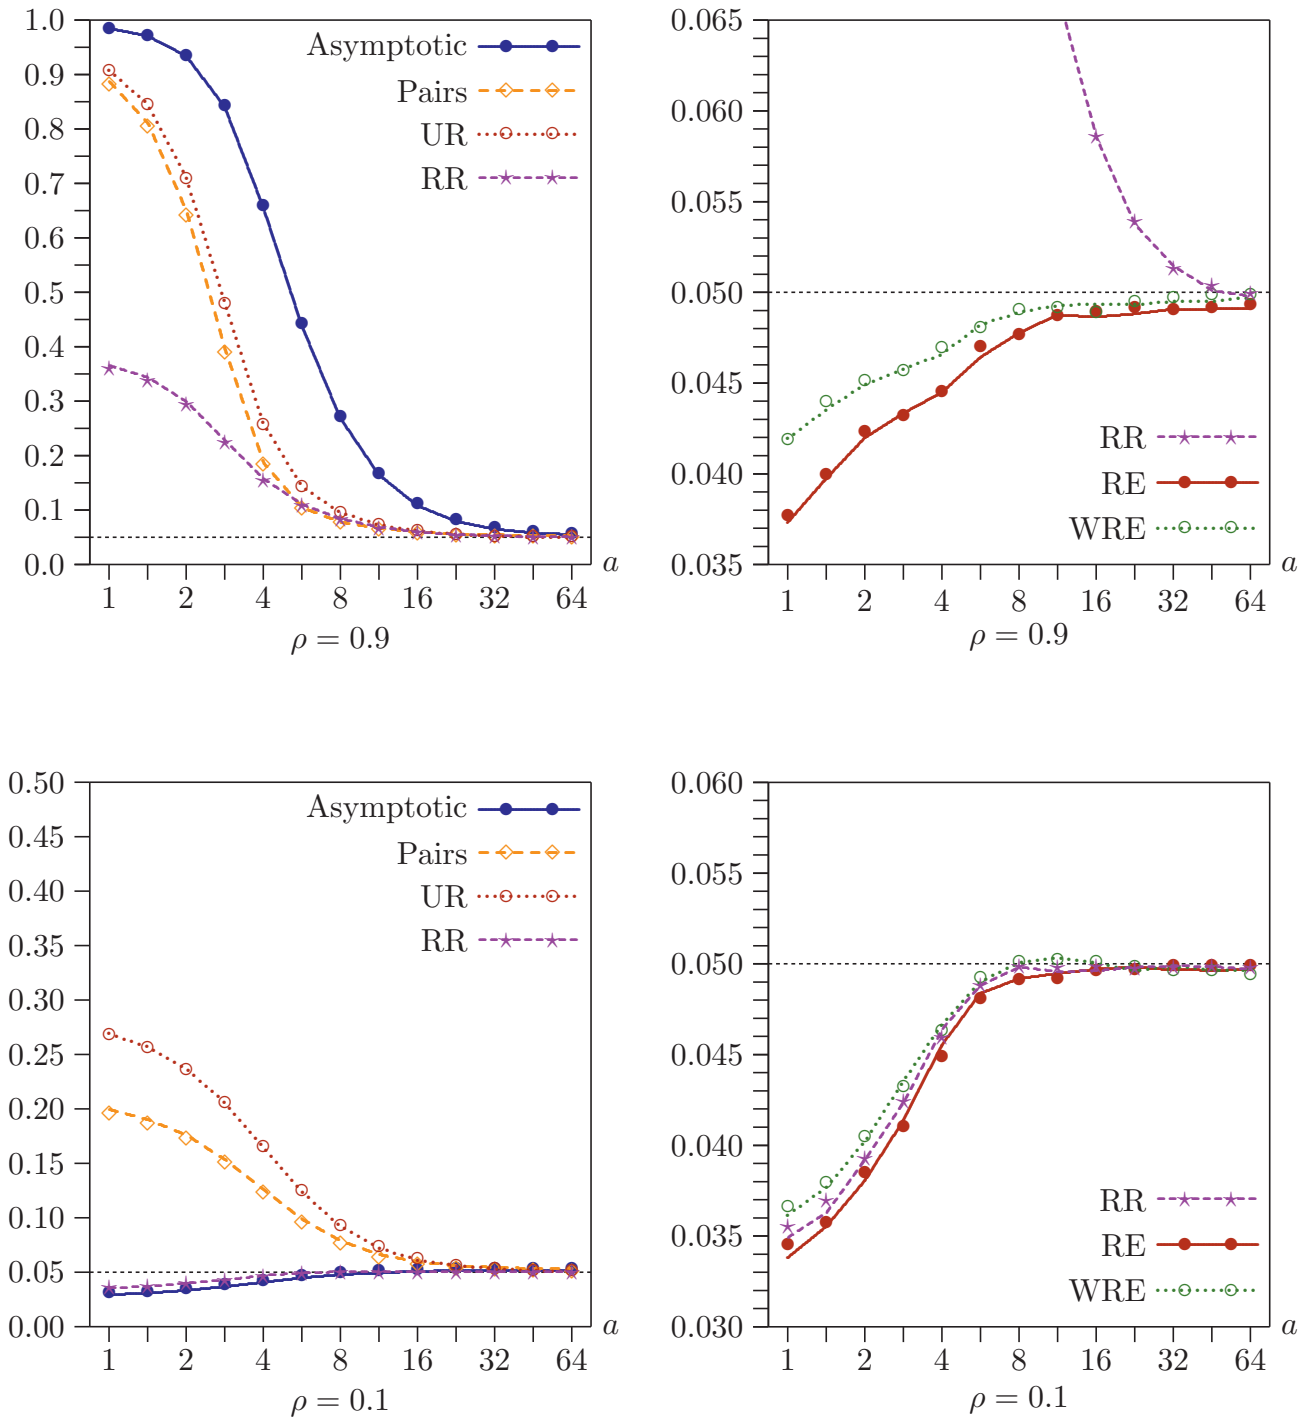 1.0
0.9
0.8
0.7
0.6
0.5
0.4
0.3
0.2
0.1
0.0
Asymptotic
Pairs
UR
RR
1 2 4 8 16 32 64
a
ρ = 0.9
0.065
0.060
0.055
0.050
0.045
0.040
0.035
RR
RE
WRE
1 2 4 8 16 32 64
a
ρ = 0.9
0.50
0.45
0.40
0.35
0.30
0.25
0.20
0.15
0.10
0.05
0.00
Asymptotic
Pairs
UR
RR
1 2 4 8 16 32 64
a
ρ = 0.1
0.060
0.055
0.050
0.045
0.040
0.035
0.030
RR
RE
WRE
1 2 4 8 16 32 64
a
ρ = 0.1